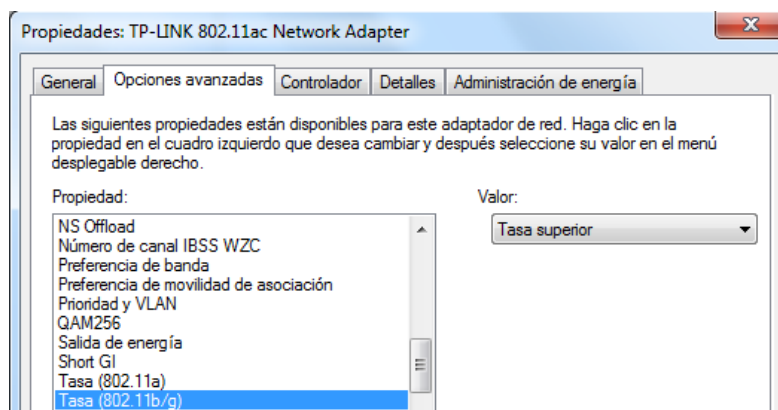 Propiedades: TP-LINK 802.11ac Network Adapter
General
Opciones avanzadas
Controlador
Detalles
Administración de energía
Las siguientes propiedades están disponibles para este adaptador de red. Haga clic en la
propiedad en el cuadro izquierdo que desea cambiar y después seleccione su valor en el menú
desplegable derecho.
Propiedad:
Valor:
NS Offload
Número de canal IBSS WZC
Preferencia de banda
Preferencia de movilidad de asociación
Prioridad y VLAN
QAM256
Salida de energía
Short GI
Tasa (802.11a)
Tasa (802.11b/g)
Tasa superior